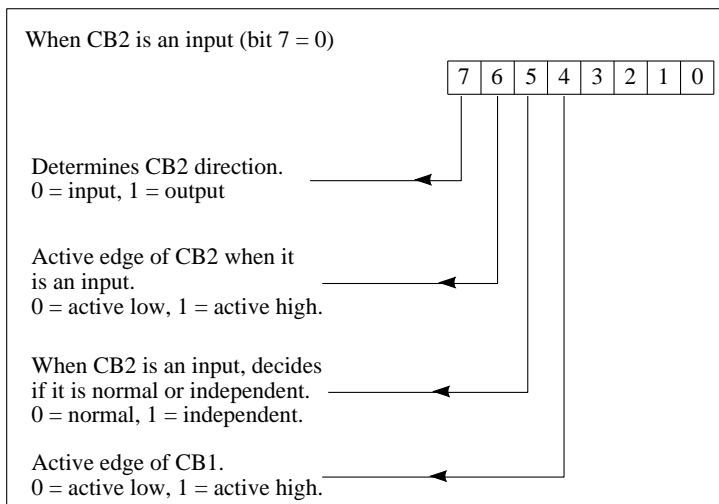 When CB2 is an input (bit 7 = 0)
7 6 5 4 3 2 1 0
Determines CB2 direction.
0 = input, 1 = output
Active edge of CB2 when it
is an input.
0 = active low, 1 = active high.
When CB2 is an input, decides
if it is normal or independent.
0 = normal, 1 = independent.
Active edge of CB1.
0 = active low, 1 = active high.